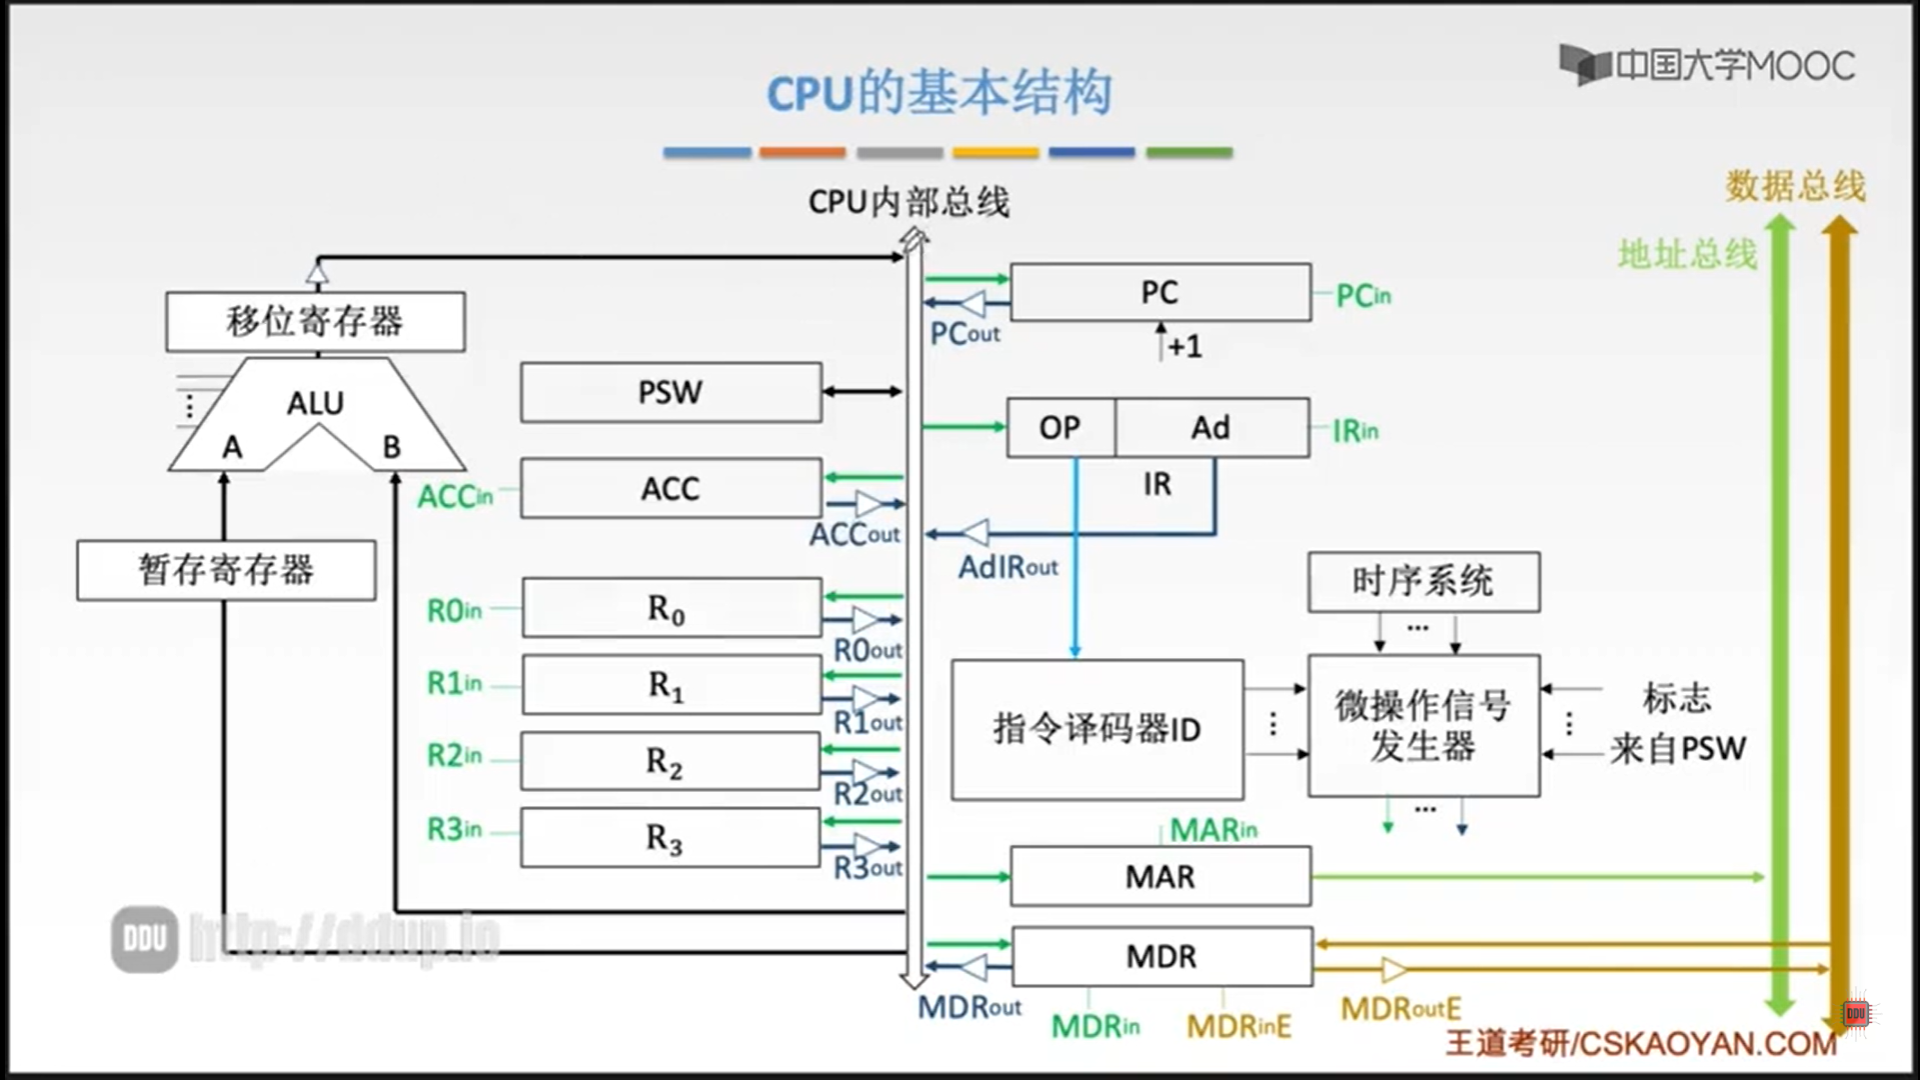 中国大学MOOC
CPU的基本结构
数据总线
CPU内部总线
地址总线
PC
PCin
移位寄存器
PCout
+1
PSW
ALU
OP
Ad
IRin
A
B
ACCin
ACC
IR
ACCout
AdIRout
暂存寄存器
时序系统
...
R0in
R₀
R0out
R1in
R₁
R1out
指令译码器ID
微操作信号
发生器
标志
来自PSW
R2in
R₂
R2out
...
R3in
R₃
R3out
MARin
MAR
DDU
http://ddup.io
MDR
MDRout
MDRin
MDRinE
MDRoutE
DDU
王道考研/CSKAOYAN.COM